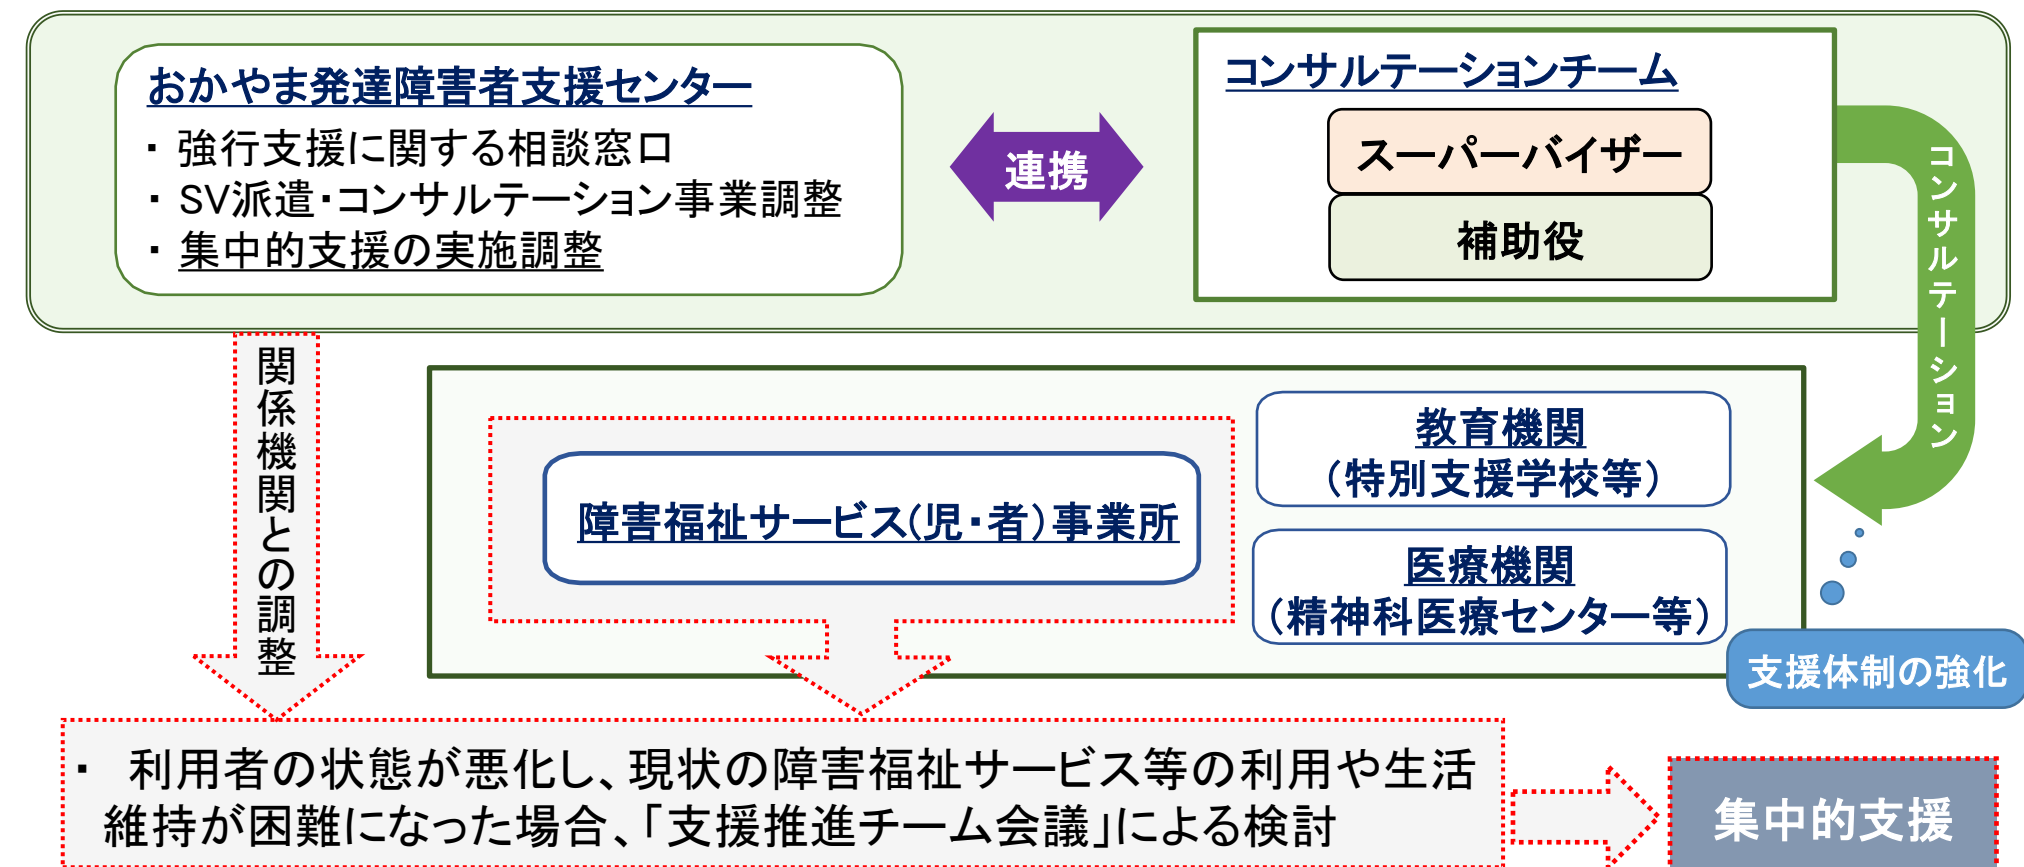 おかやま発達障害者支援センター
・ 強行支援に関する相談窓口
・ SV派遣・コンサルテーション事業調整
・ 集中的支援の実施調整
連携
コンサルテーションチーム
スーパーバイザー
補助役
コンサルテーション
関係機関との調整
障害福祉サービス(児・者)事業所
教育機関
（特別支援学校等）
医療機関
（精神科医療センター等）
支援体制の強化
・ 利用者の状態が悪化し、現状の障害福祉サービス等の利用や生活
維持が困難になった場合、「支援推進チーム会議」による検討
集中的支援